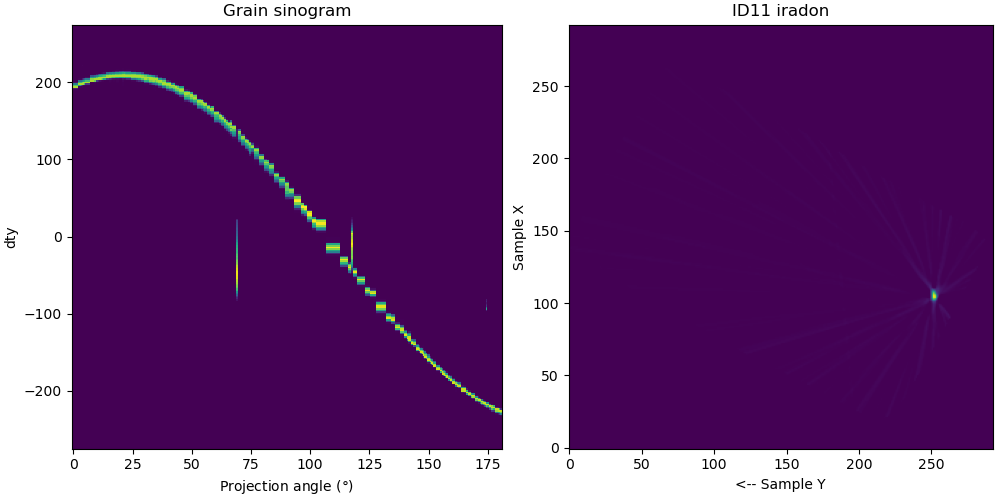 Grain sinogram
dty
200
100
0
−100
−200
0 25 50 75 100 125 150 175
Projection angle (°)
ID11 iradon
Sample X
250
200
150
100
50
0
0 50 100 150 200 250
<-- Sample Y